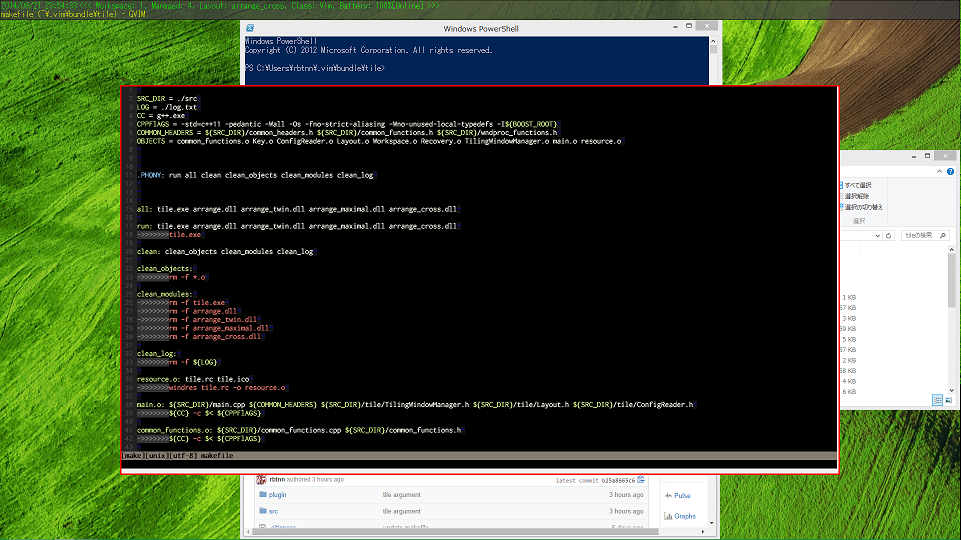 2014/09/21 23:54:33 <<< Workspace: 1, Managed: 4, Layout: arrange_cross, Class: Vim, Battery: 100%[Online] >>>
makefile (~¥.vim¥bundle¥tile) - GVIM
Windows PowerShell
Windows PowerShell
Copyright (C) 2012 Microsoft Corporation. All rights reserved.
PS C:¥Users¥rbtnn¥.vim¥bundle¥tile>
SRC_DIR = ./src
LOG = ./log.txt
CC = g++.exe
CPPFlAGS = -std=c++11 -pedantic -Wall -Os -fno-strict-aliasing -Wno-unused-local-typedefs -I${BOOST_ROOT}
COMMON_HEADERS = ${SRC_DIR}/common_headers.h ${SRC_DIR}/common_functions.h ${SRC_DIR}/wndproc_functions.h
OBJECTS = common_functions.o Key.o ConfigReader.o Layout.o Workspace.o Recovery.o TilingWindowManager.o main.o resource.o
.PHONY: run all clean clean_objects clean_modules clean_log
all: tile.exe arrange.dll arrange_twin.dll arrange_maximal.dll arrange_cross.dll
run: tile.exe arrange.dll arrange_twin.dll arrange_maximal.dll arrange_cross.dll
->>>>>>>tile.exe
clean: clean_objects clean_modules clean_log
clean_objects:
->>>>>>>rm -f *.o
clean_modules:
->>>>>>>rm -f tile.exe
->>>>>>>rm -f arrange.dll
->>>>>>>rm -f arrange_twin.dll
->>>>>>>rm -f arrange_maximal.dll
->>>>>>>rm -f arrange_cross.dll
clean_log:
->>>>>>>rm -f ${LOG}
resource.o: tile.rc tile.ico
->>>>>>>windres tile.rc -o resource.o
main.o: ${SRC_DIR}/main.cpp ${COMMON_HEADERS} ${SRC_DIR}/tile/TilingWindowManager.h ${SRC_DIR}/tile/Layout.h ${SRC_DIR}/tile/ConfigReader.h
->>>>>>>${CC} -c $< ${CPPFlAGS}
common_functions.o: ${SRC_DIR}/common_functions.cpp ${SRC_DIR}/common_functions.h
->>>>>>>${CC} -c $< ${CPPFlAGS}
[make][unix][utf-8] makefile
すべて選択
選択解除
選択の切り替え
選択
tileの検索
1 KB
57 KB
3 KB
59 KB
5 KB
57 KB
2 KB
58 KB
4 KB
6 KB
rbtnn authored 3 hours ago
latest commit b25a8665c6
plugin tile argument 3 hours ago
src tile argument 3 hours ago
Pulse
Graphs